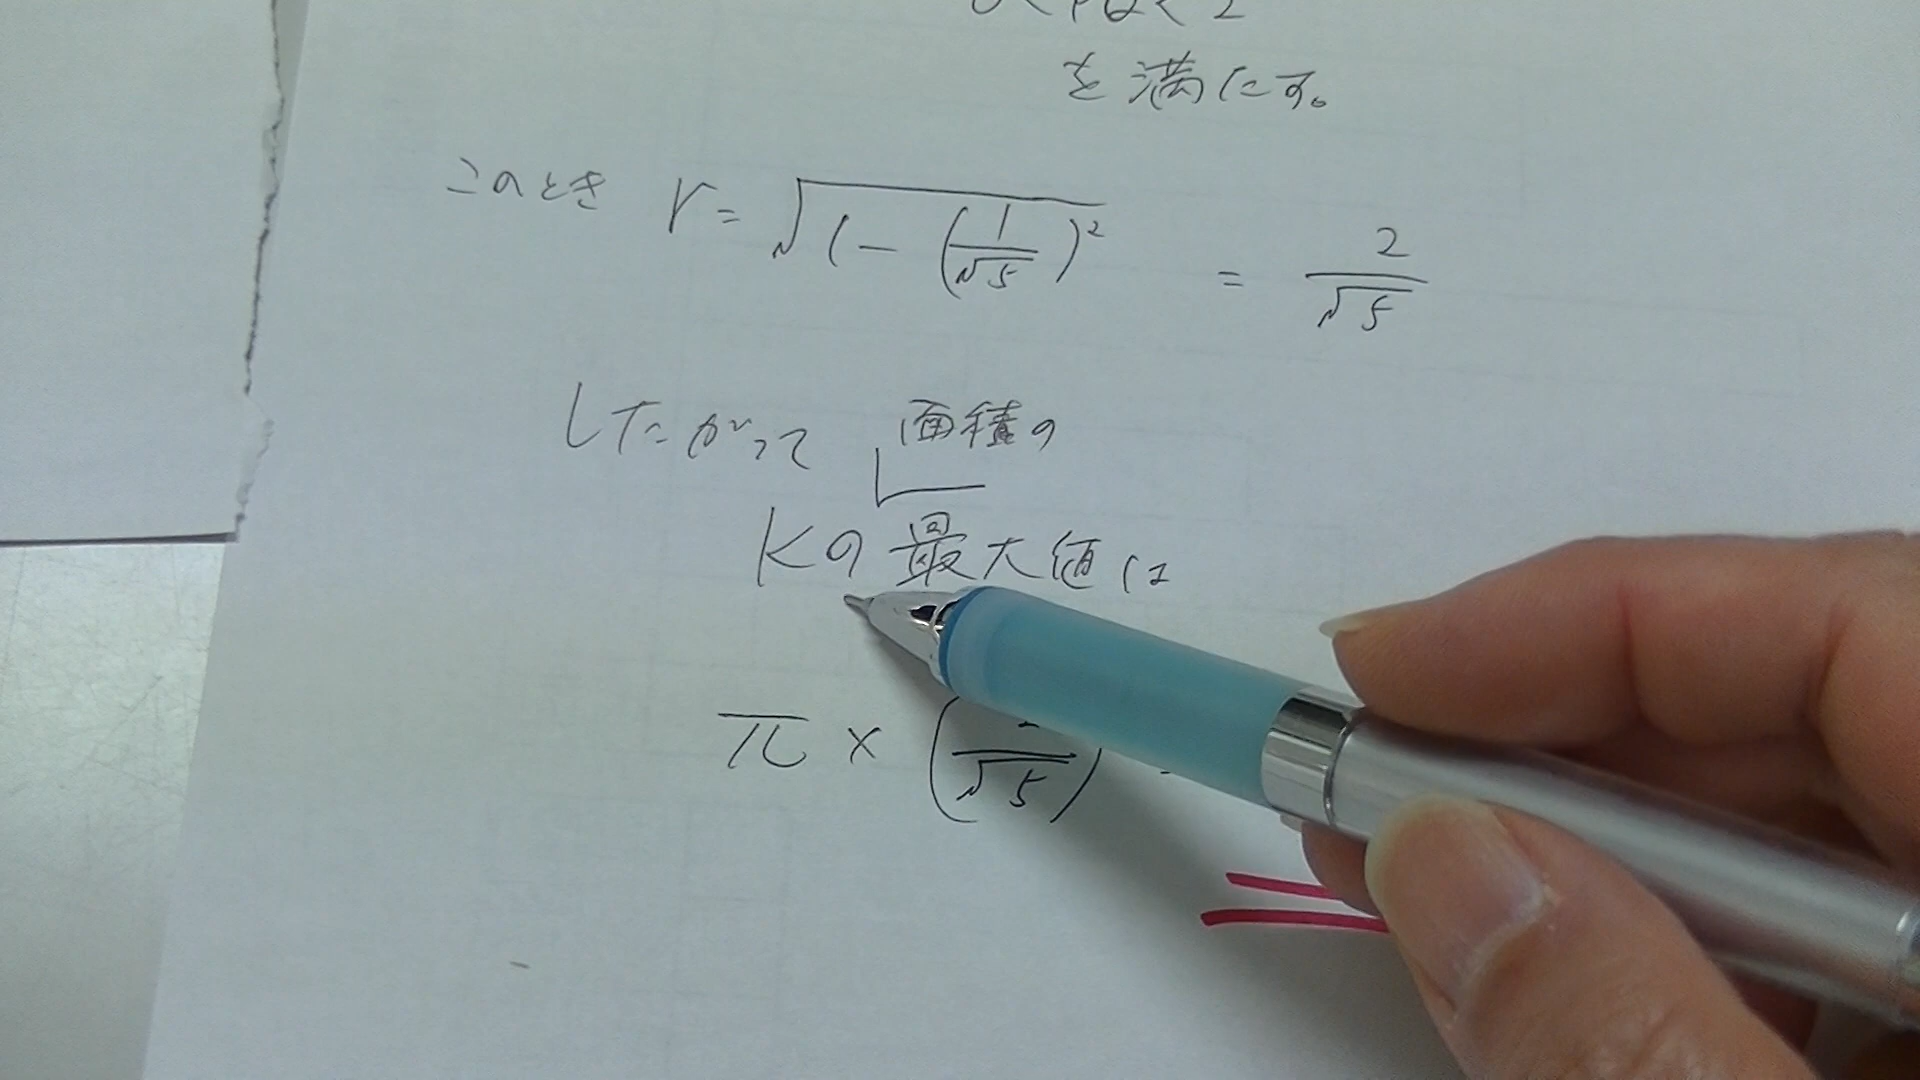 を満たす。
このとき r = √(1 - (1/√5)²) = 2/√5
したがって 面積の
Kの最大値は
π × ( /√5)